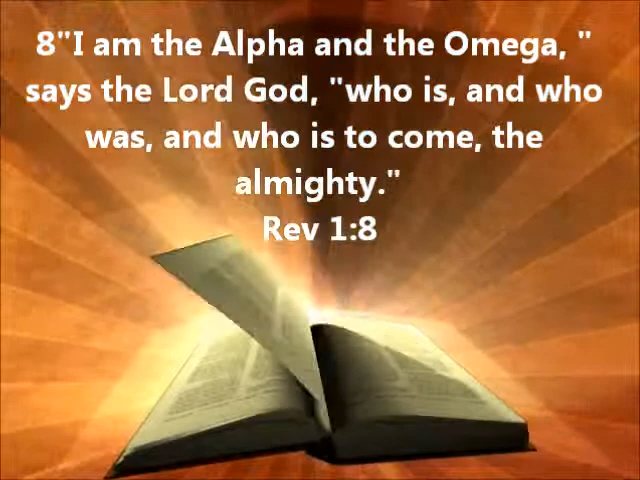 8"I am the Alpha and the Omega, "
says the Lord God, "who is, and who
was, and who is to come, the
almighty."
Rev 1:8